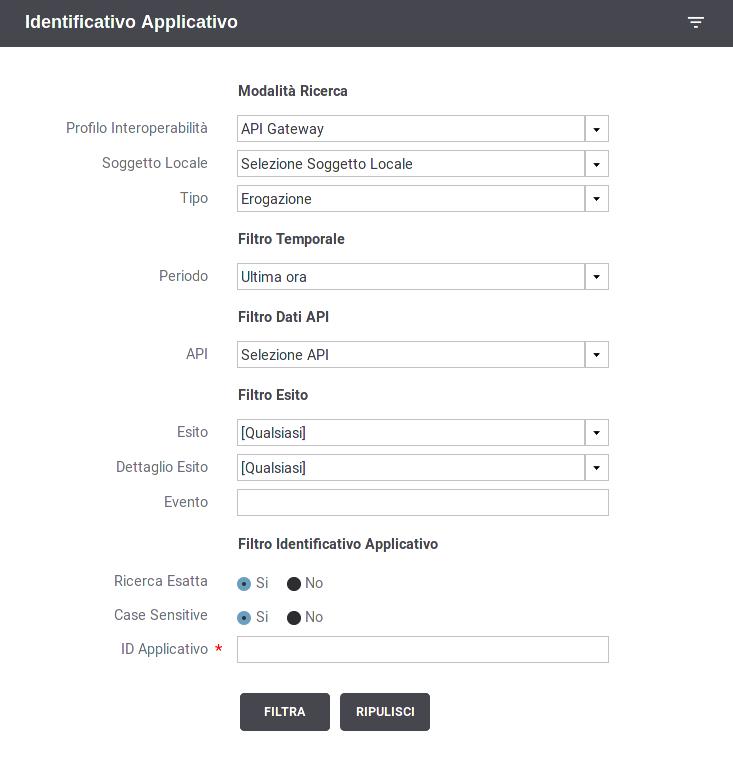 Identificativo Applicativo
Modalità Ricerca
Profilo Interoperabilità API Gateway
Soggetto Locale Selezione Soggetto Locale
Tipo Erogazione
Filtro Temporale
Periodo Ultima ora
Filtro Dati API
API Selezione API
Filtro Esito
Esito [Qualsiasi]
Dettaglio Esito [Qualsiasi]
Evento
Filtro Identificativo Applicativo
Ricerca Esatta Si No
Case Sensitive Si No
ID Applicativo *
FILTRA RIPULISCI